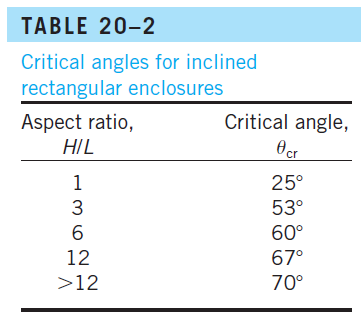 TABLE 20–2
Critical angles for inclined
rectangular enclosures
Aspect ratio, Critical angle,
H/L θcr
1 25°
3 53°
6 60°
12 67°
>12 70°